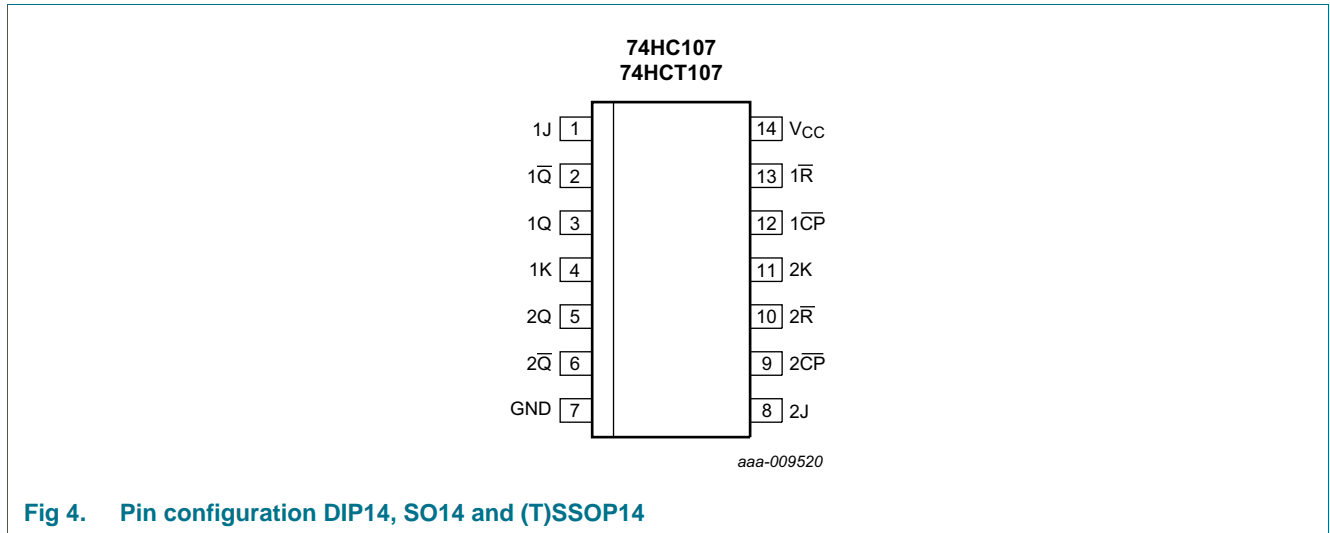 74HC107
74HCT107
1J 1 14 VCC
1Q̅ 2 13 1R̅
1Q 3 12 1C̅P̅
1K 4 11 2K
2Q 5 10 2R̅
2Q̅ 6 9 2C̅P̅
GND 7 8 2J
aaa-009520
Fig 4. Pin configuration DIP14, SO14 and (T)SSOP14